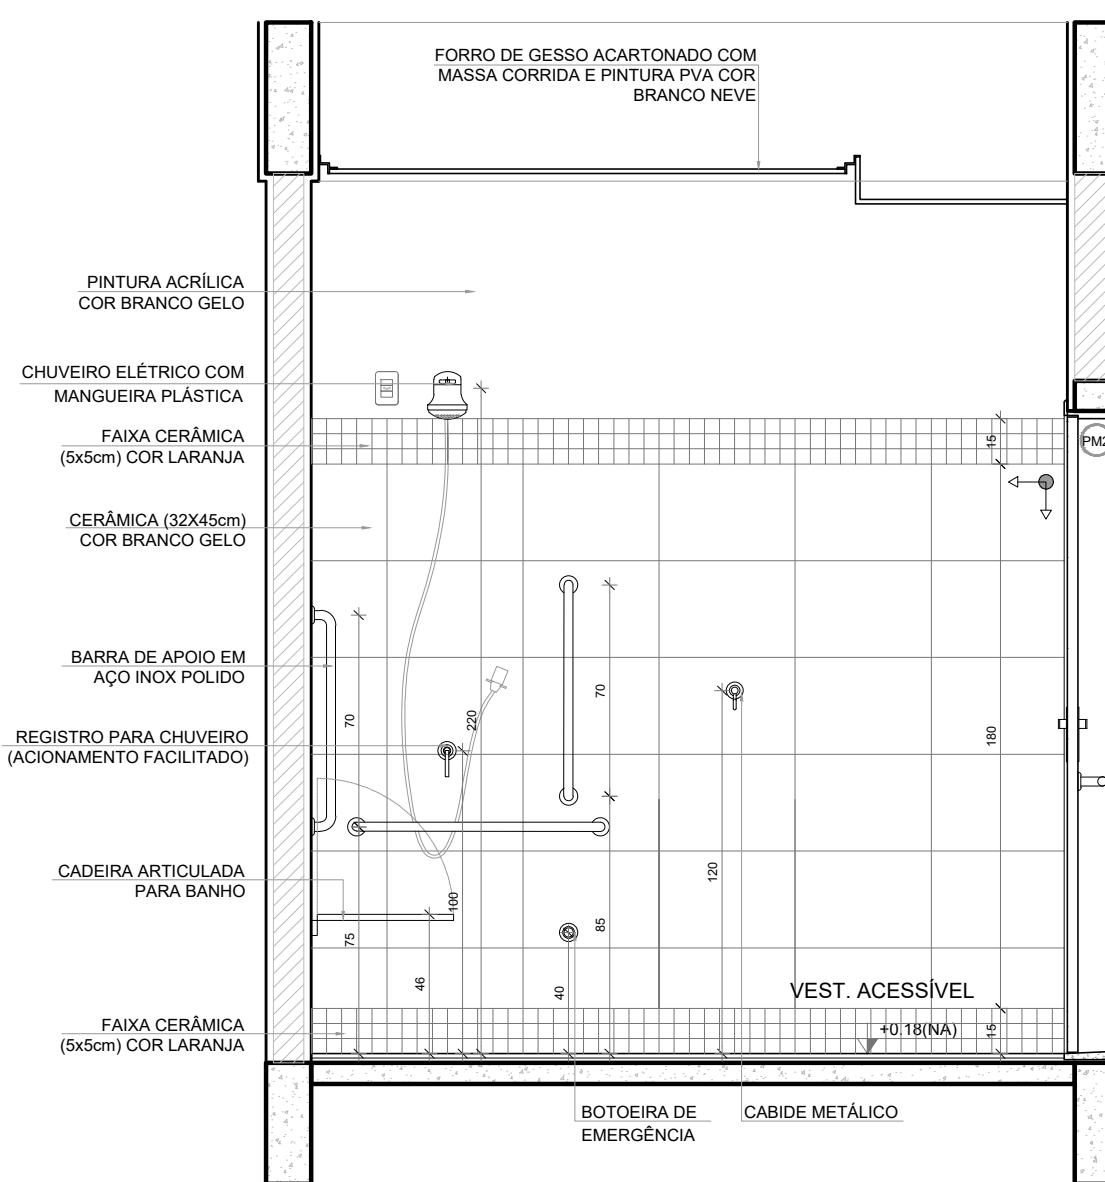 FORRO DE GESSO ACARTONADO COM
MASSA CORRIDA E PINTURA PVA COR
BRANCO NEVE
PINTURA ACRÍLICA
COR BRANCO GELO
CHUVEIRO ELÉTRICO COM
MANGUEIRA PLÁSTICA
FAIXA CERÂMICA
(5x5cm) COR LARANJA
15
PM2
CERÂMICA (32X45cm)
COR BRANCO GELO
BARRA DE APOIO EM
AÇO INOX POLIDO
70
70
220
180
REGISTRO PARA CHUVEIRO
(ACIONAMENTO FACILITADO)
CADEIRA ARTICULADA
PARA BANHO
120
100
75
85
46
40
VEST. ACESSÍVEL
FAIXA CERÂMICA
(5x5cm) COR LARANJA
+0.18(NA)
15
BOTOEIRA DE
EMERGÊNCIA
CABIDE METÁLICO